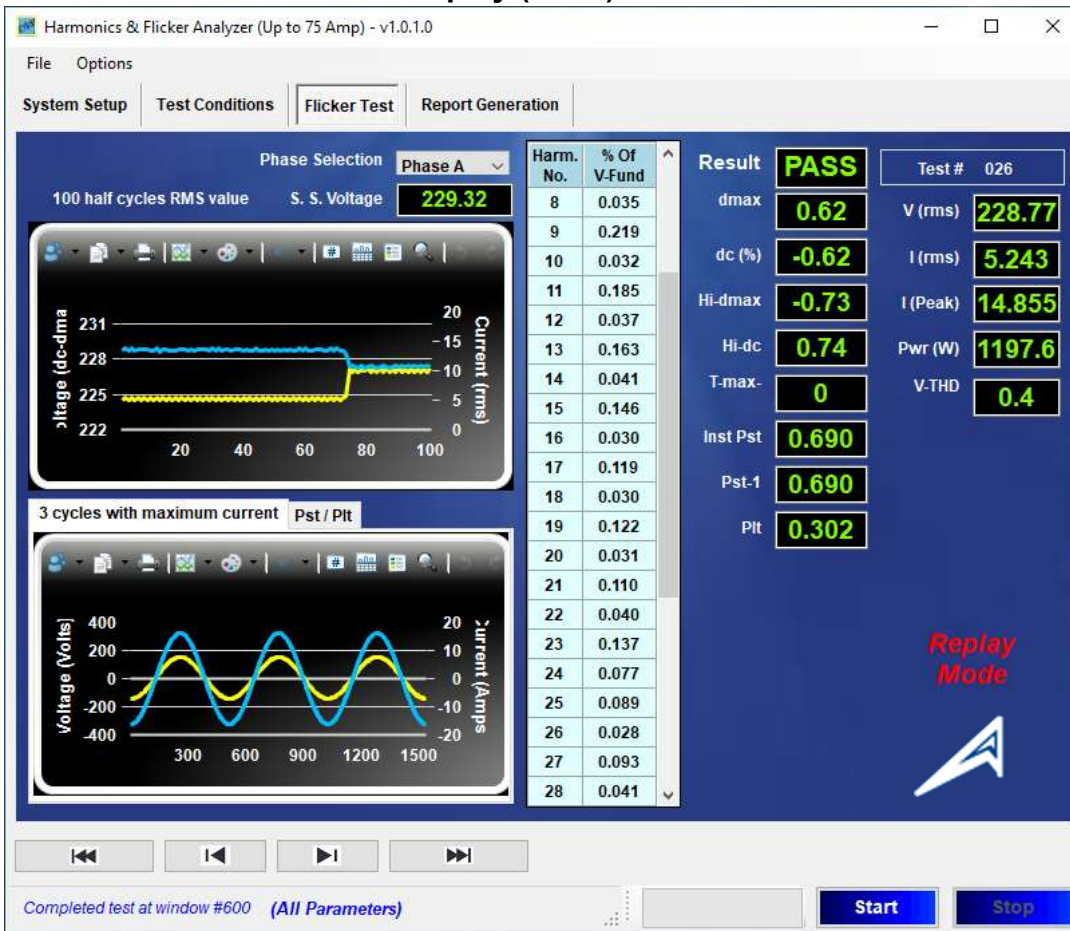 Harmonics & Flicker Analyzer (Up to 75 Amp) - v1.0.1.0
File Options
System Setup Test Conditions Flicker Test Report Generation
Phase Selection Phase A
100 half cycles RMS value S. S. Voltage 229.32
ltage (dc-dma
231
228
225
222
20
15
10
5
0
Current (rms)
20 40 60 80 100
3 cycles with maximum current Pst / Plt
Voltage (Volts)
400
200
0
-200
-400
20
10
0
-10
-20
urrent (Amps
300 600 900 1200 1500
Harm. No. % Of V-Fund
8 0.035
9 0.219
10 0.032
11 0.185
12 0.037
13 0.163
14 0.041
15 0.146
16 0.030
17 0.119
18 0.030
19 0.122
20 0.031
21 0.110
22 0.040
23 0.137
24 0.077
25 0.089
26 0.028
27 0.093
28 0.041
Result PASS
dmax 0.62
dc (%) -0.62
Hi-dmax -0.73
Hi-dc 0.74
T-max- 0
Inst Pst 0.690
Pst-1 0.690
Plt 0.302
Test # 026
V (rms) 228.77
I (rms) 5.243
I (Peak) 14.855
Pwr (W) 1197.6
V-THD 0.4
Replay
Mode
Completed test at window #600 (All Parameters)
Start Stop